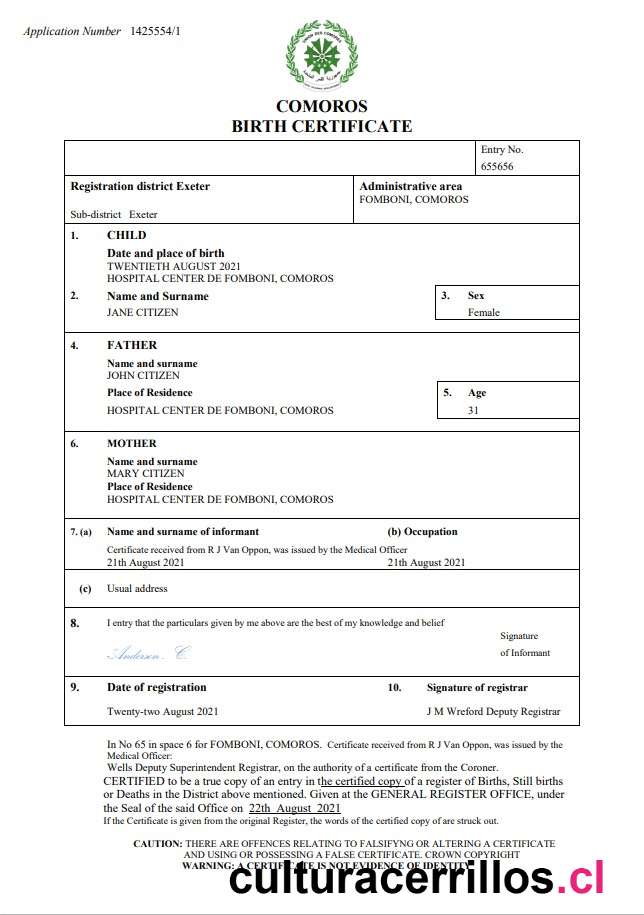 Application Number 1425554/1
UNION DES COMORES
COMOROS
BIRTH CERTIFICATE
Entry No.
655656
Registration district Exeter
Sub-district Exeter
Administrative area
FOMBONI, COMOROS
1. CHILD
Date and place of birth
TWENTIETH AUGUST 2021
HOSPITAL CENTER DE FOMBONI, COMOROS
2. Name and Surname
JANE CITIZEN
3. Sex
Female
4. FATHER
Name and surname
JOHN CITIZEN
Place of Residence
HOSPITAL CENTER DE FOMBONI, COMOROS
5. Age
31
6. MOTHER
Name and surname
MARY CITIZEN
Place of Residence
HOSPITAL CENTER DE FOMBONI, COMOROS
7. (a) Name and surname of informant (b) Occupation
Certificate received from R J Van Oppon, was issued by the Medical Officer
21th August 2021 21th August 2021
(c) Usual address
8. I entry that the particulars given by me above are the best of my knowledge and belief
Anderson. C.
Signature
of Informant
9. Date of registration 10. Signature of registrar
Twenty-two August 2021 J M Wreford Deputy Registrar
In No 65 in space 6 for FOMBONI, COMOROS. Certificate received from R J Van Oppon, was issued by the
Medical Officer:
Wells Deputy Superintendent Registrar, on the authority of a certificate from the Coroner.
CERTIFIED to be a true copy of an entry in the certified copy of a register of Births, Still births
or Deaths in the District above mentioned. Given at the GENERAL REGISTER OFFICE, under
the Seal of the said Office on 22th August 2021
If the Certificate is given from the original Register, the words of the certified copy of are struck out.
CAUTION: THERE ARE OFFENCES RELATING TO FALSIFYNG OR ALTERING A CERTIFICATE
AND USING OR POSSESSING A FALSE CERTIFICATE. CROWN COPYRIGHT
WARNING: A CERTIFICATE IS NOT EVIDENCE OF IDENTITY
culturacerrillos.cl